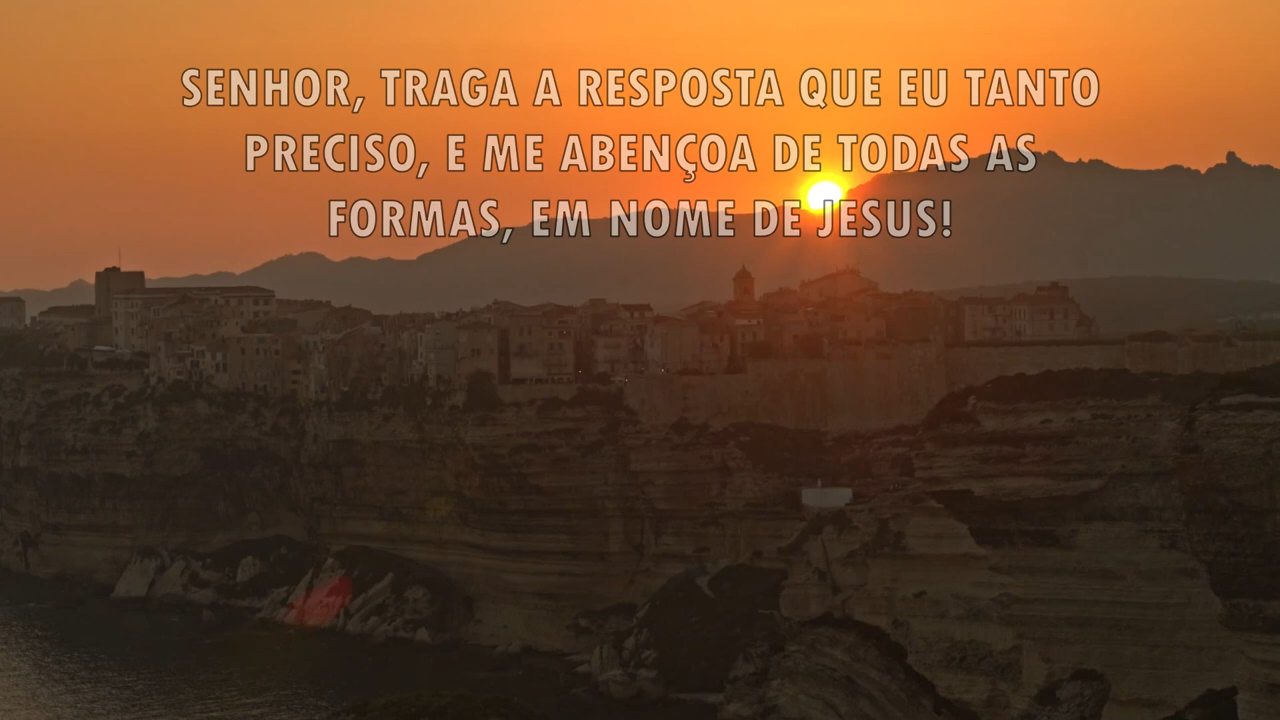 SENHOR, TRAGA A RESPOSTA QUE EU TANTO
PRECISO, E ME ABENÇOA DE TODAS AS
FORMAS, EM NOME DE JESUS!